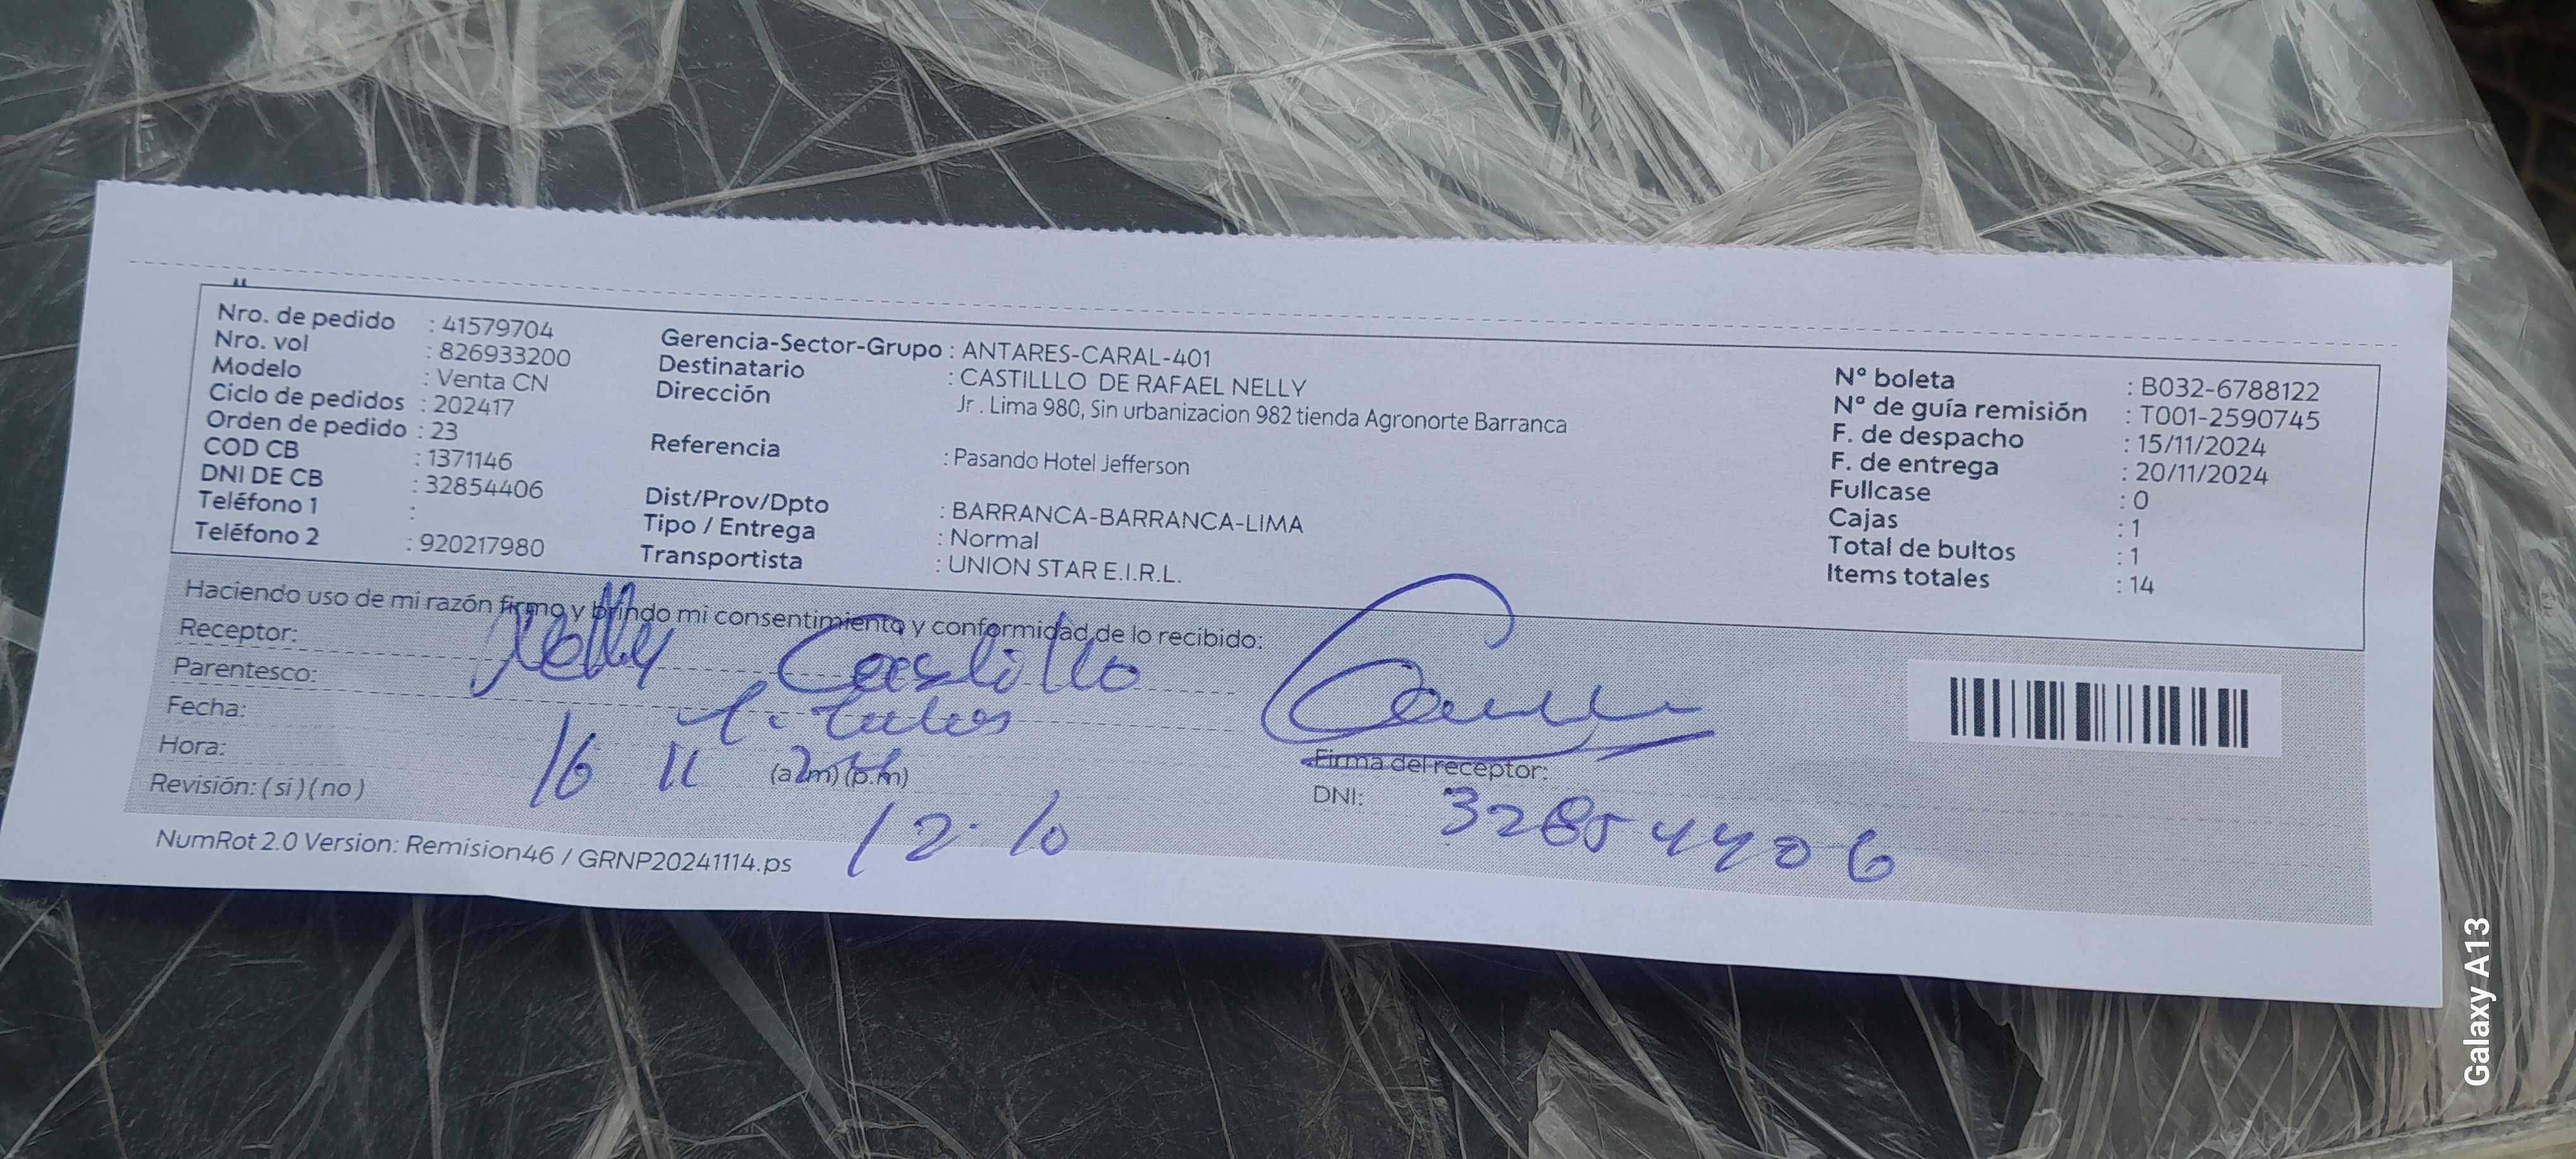 Nro. de pedido : 41579704
Nro. vol : 826933200
Modelo : Venta CN
Ciclo de pedidos : 202417
Orden de pedido : 23
COD CB : 1371146
DNI DE CB : 32854406
Teléfono 1 :
Teléfono 2 : 920217980
Gerencia-Sector-Grupo : ANTARES-CARAL-401
Destinatario : CASTILLLO DE RAFAEL NELLY
Dirección Jr . Lima 980, Sin urbanizacion 982 tienda Agronorte Barranca
Referencia : Pasando Hotel Jefferson
Dist/Prov/Dpto : BARRANCA-BARRANCA-LIMA
Tipo / Entrega : Normal
Transportista : UNION STAR E.I.R.L.
N° boleta : B032-6788122
N° de guía remisión : T001-2590745
F. de despacho : 15/11/2024
F. de entrega : 20/11/2024
Fullcase : 0
Cajas : 1
Total de bultos : 1
Items totales : 14
Haciendo uso de mi razón firmo y brindo mi consentimiento y conformidad de lo recibido:
Receptor: Nelly Castillo
Parentesco:
Fecha: 16 11
Hora: (a.m) (p.m) 12.10
Revisión: (si) (no)
Firma del receptor:
DNI: 32854406
NumRot 2.0 Version: Remision46 / GRNP20241114.ps
Galaxy A13